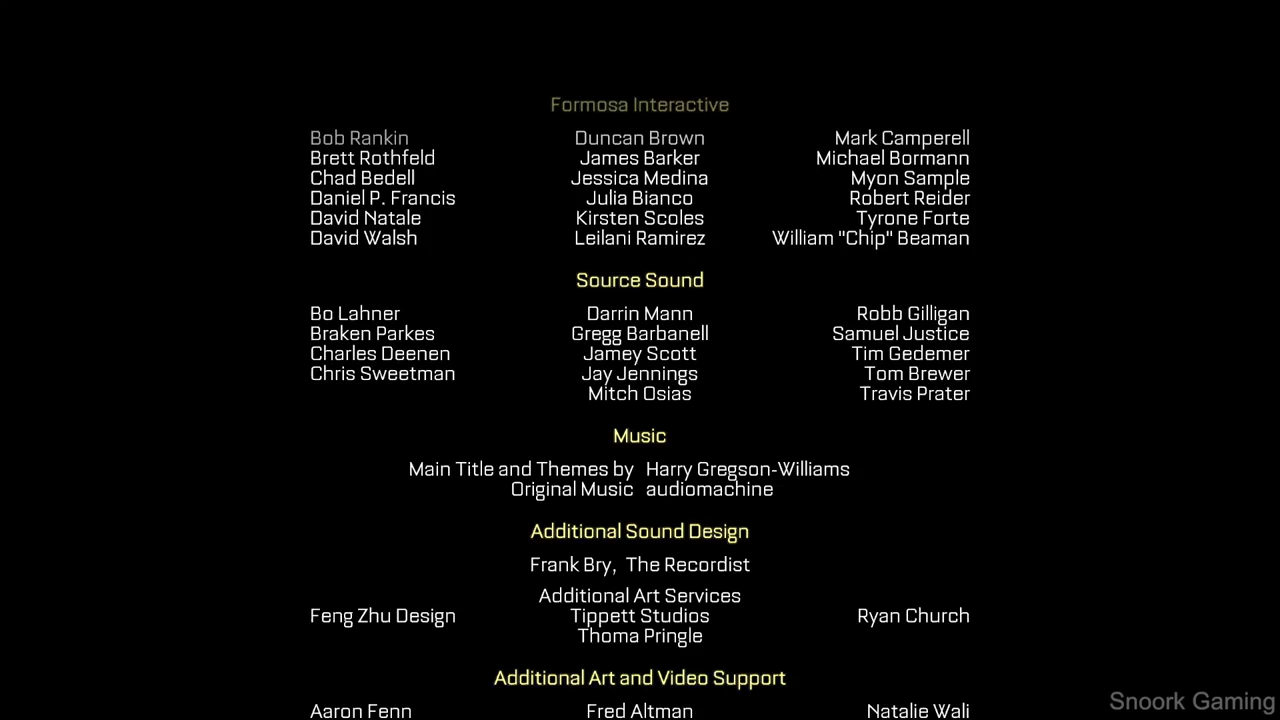 Formosa Interactive
Bob Rankin Duncan Brown Mark Camperell
Brett Rothfeld James Barker Michael Bormann
Chad Bedell Jessica Medina Myon Sample
Daniel P. Francis Julia Bianco Robert Reider
David Natale Kirsten Scoles Tyrone Forte
David Walsh Leilani Ramirez William "Chip" Beaman
Source Sound
Bo Lahner Darrin Mann Robb Gilligan
Braken Parkes Gregg Barbanell Samuel Justice
Charles Deenen Jamey Scott Tim Gedemer
Chris Sweetman Jay Jennings Tom Brewer
Mitch Osias Travis Prater
Music
Main Title and Themes by Harry Gregson-Williams
Original Music audiomachine
Additional Sound Design
Frank Bry, The Recordist
Additional Art Services
Feng Zhu Design Tippett Studios Ryan Church
Thoma Pringle
Additional Art and Video Support
Aaron Fenn Fred Altman Natalie Wali
Snoork Gaming